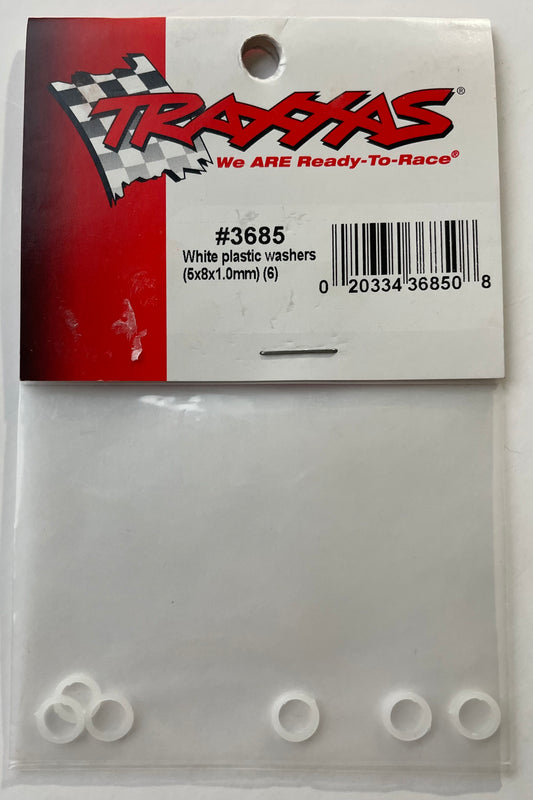 TRAXXAS®
We ARE Ready-To-Race®
#3685
White plastic washers
(5x8x1.0mm) (6)
0 20334 36850 8